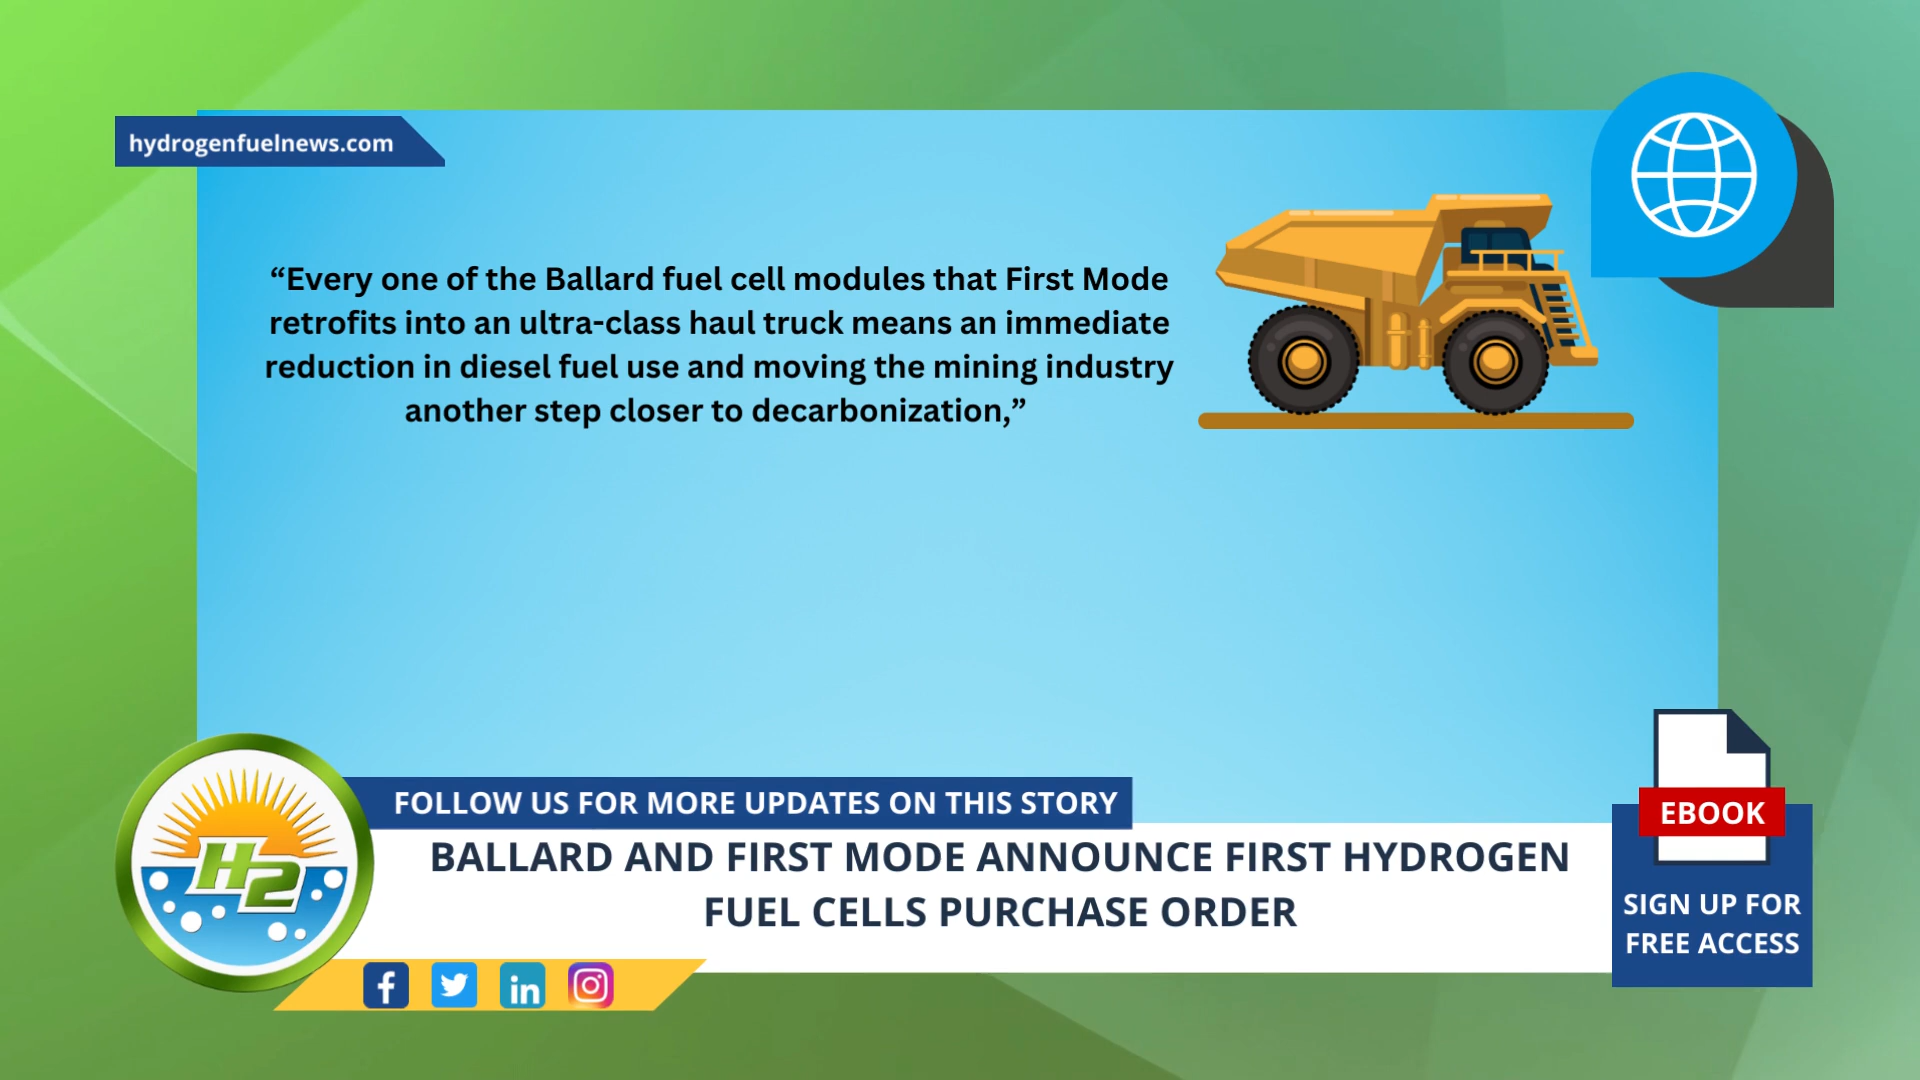 hydrogenfuelnews.com
“Every one of the Ballard fuel cell modules that First Mode
retrofits into an ultra-class haul truck means an immediate
reduction in diesel fuel use and moving the mining industry
another step closer to decarbonization,”
FOLLOW US FOR MORE UPDATES ON THIS STORY
BALLARD AND FIRST MODE ANNOUNCE FIRST HYDROGEN
FUEL CELLS PURCHASE ORDER
H2
EBOOK
SIGN UP FOR
FREE ACCESS
f
in